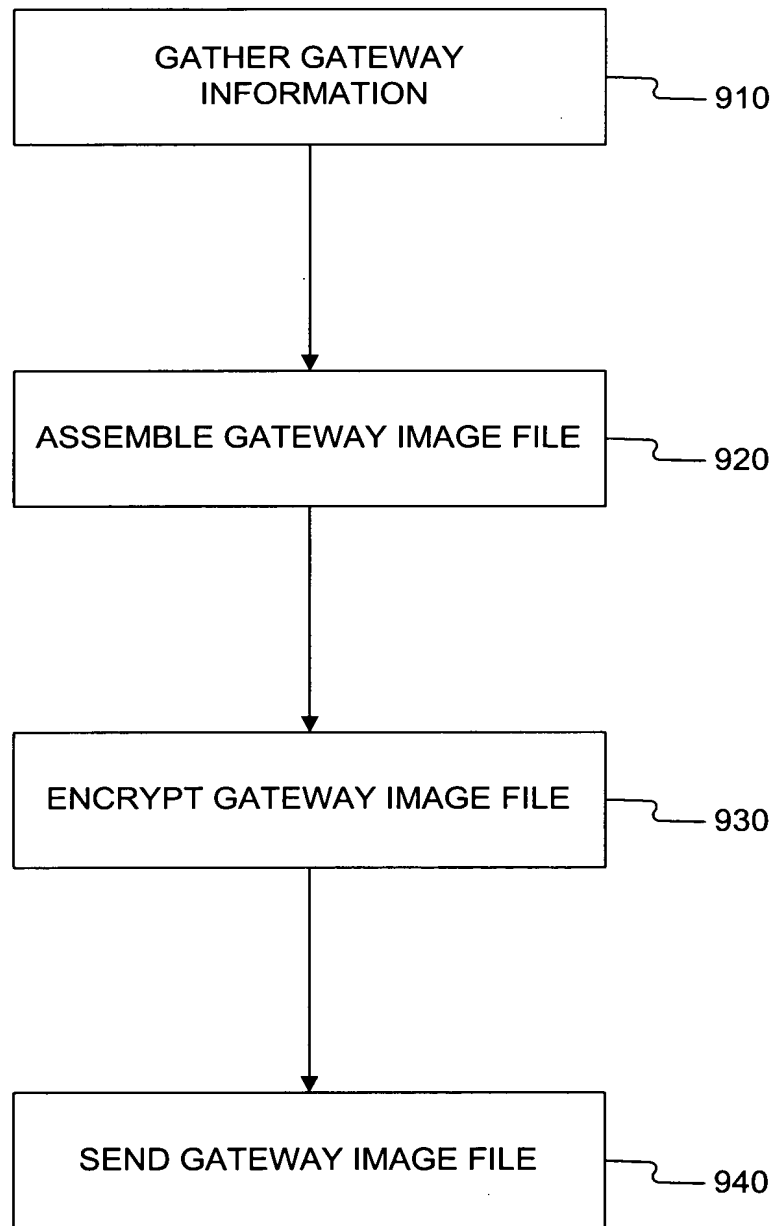 GATHER GATEWAY
INFORMATION
910
ASSEMBLE GATEWAY IMAGE FILE
920
ENCRYPT GATEWAY IMAGE FILE
930
SEND GATEWAY IMAGE FILE
940